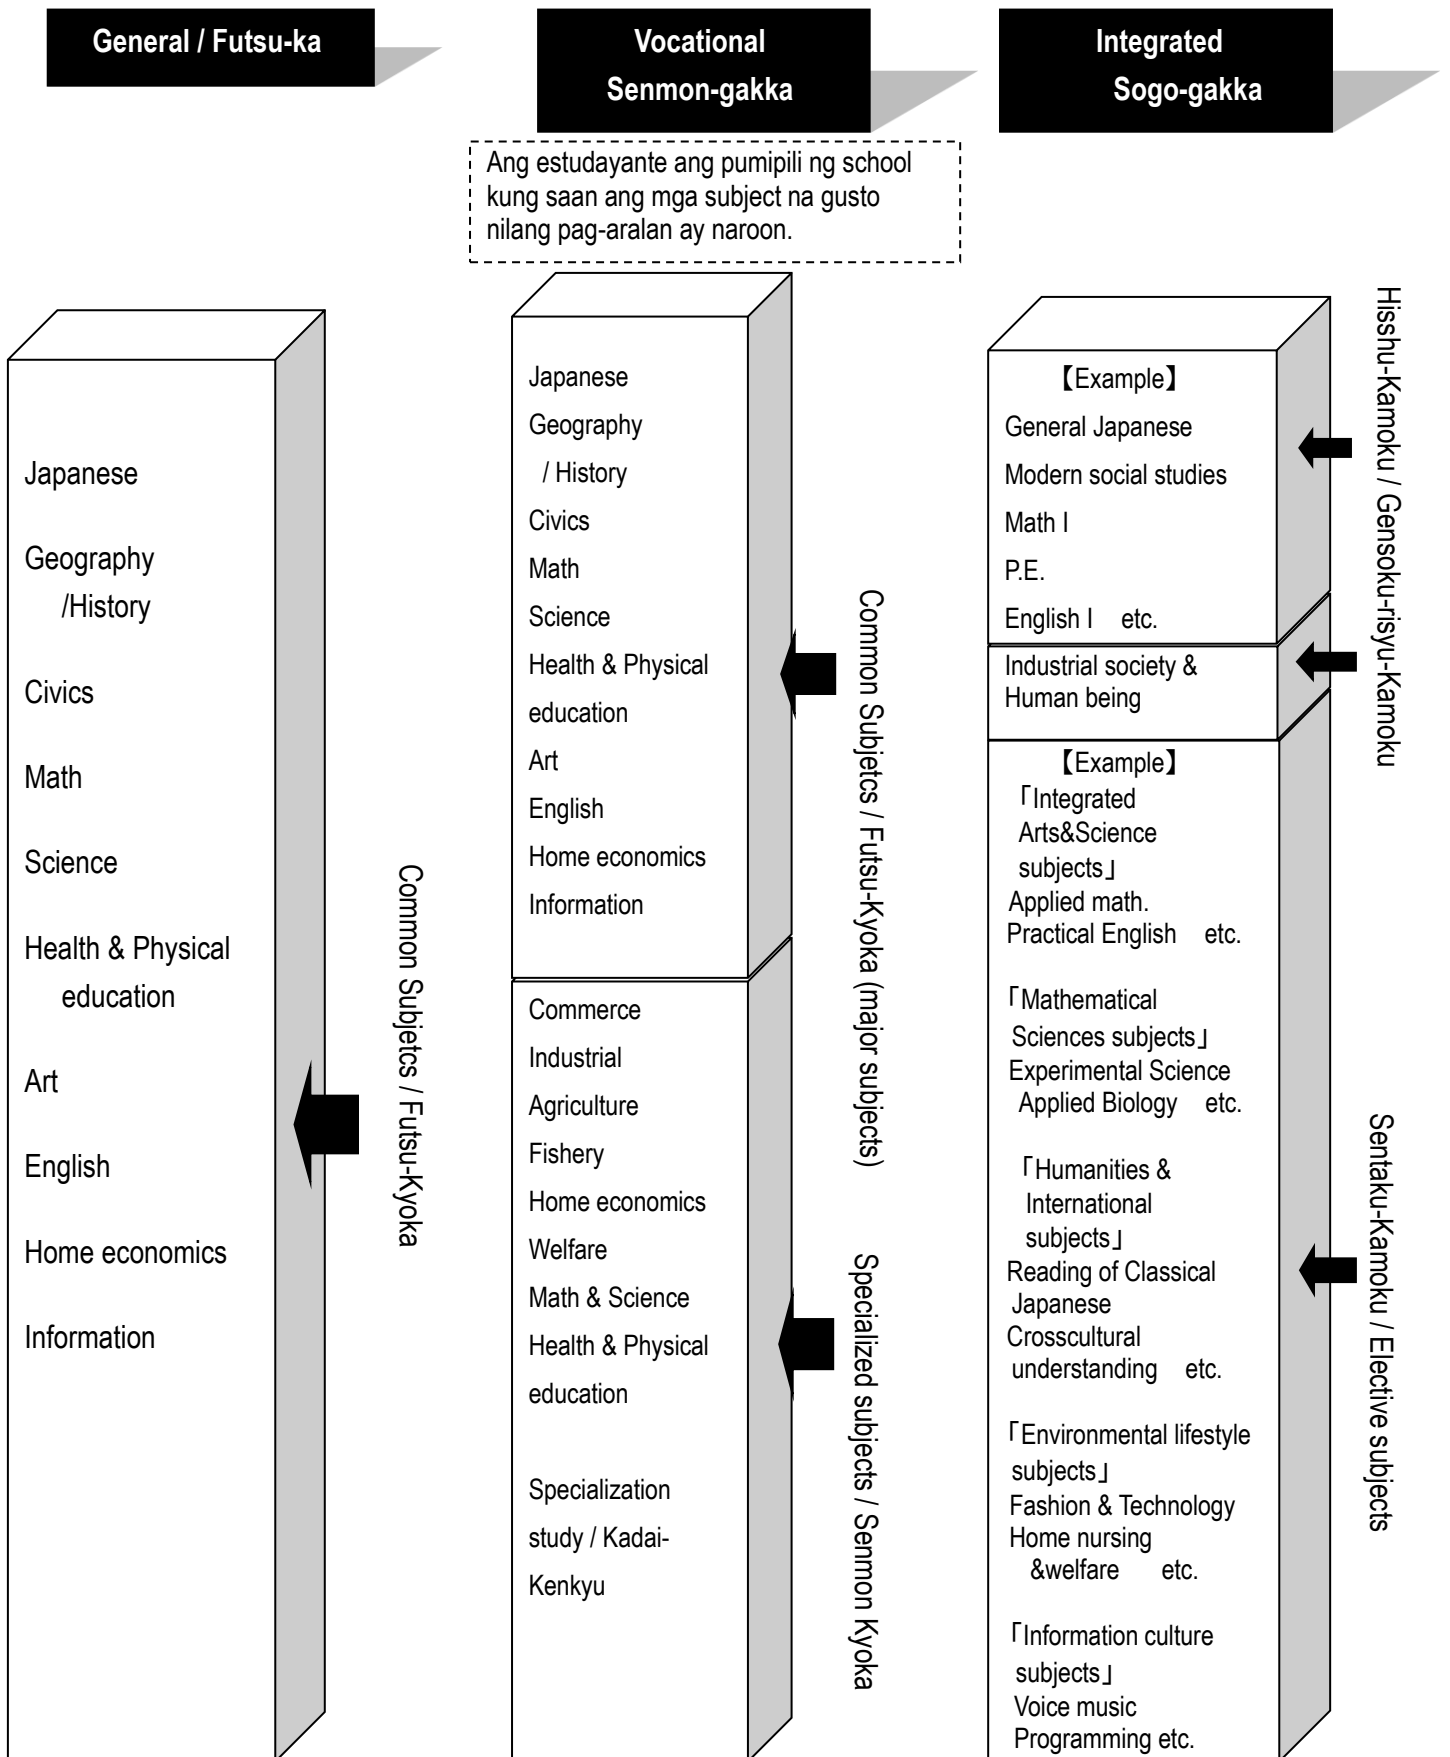 General / Futsu-ka
Vocational
Senmon-gakka
Integrated
Sogo-gakka
Ang estudayante ang pumipili ng school
kung saan ang mga subject na gusto
nilang pag-aralan ay naroon.
Japanese
Geography
/History
Civics
Math
Science
Health & Physical
education
Art
English
Home economics
Information
Common Subjetcs / Futsu-Kyoka
Japanese
Geography
/ History
Civics
Math
Science
Health & Physical
education
Art
English
Home economics
Information
Common Subjetcs / Futsu-Kyoka (major subjects)
Commerce
Industrial
Agriculture
Fishery
Home economics
Welfare
Math & Science
Health & Physical
education
Specialization
study / Kadai-
Kenkyu
Specialized subjects / Senmon Kyoka
【Example】
General Japanese
Modern social studies
Math I
P.E.
English I etc.
Industrial society &
Human being
Hisshu-Kamoku / Gensoku-risyu-Kamoku
【Example】
「Integrated
Arts&Science
subjects」
Applied math.
Practical English etc.
「Mathematical
Sciences subjects」
Experimental Science
Applied Biology etc.
「Humanities &
International
subjects」
Reading of Classical
Japanese
Crosscultural
understanding etc.
「Environmental lifestyle
subjects」
Fashion & Technology
Home nursing
&welfare etc.
「Information culture
subjects」
Voice music
Programming etc.
Sentaku-Kamoku / Elective subjects